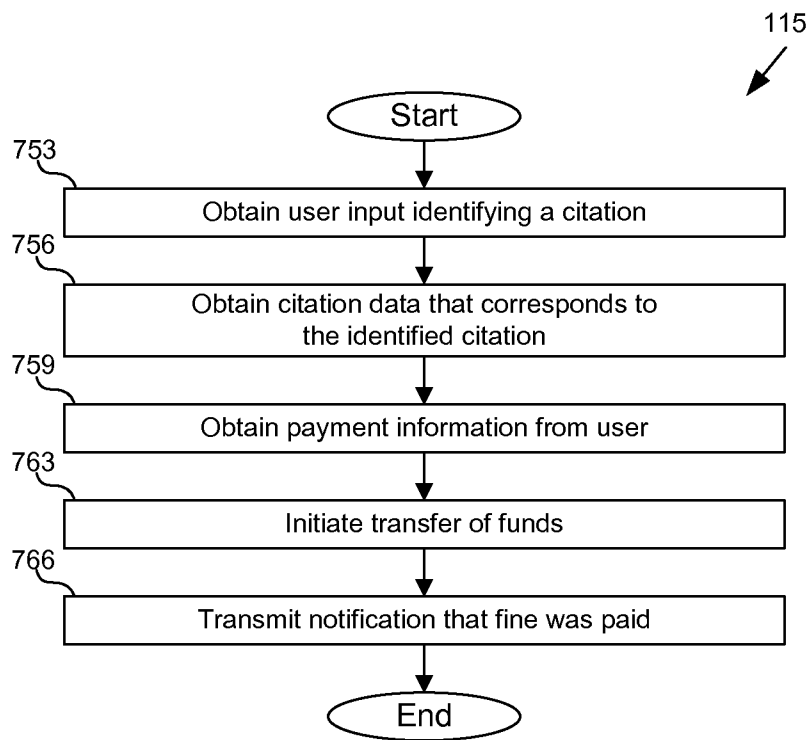 115
Start
753
Obtain user input identifying a citation
756
Obtain citation data that corresponds to
the identified citation
759
Obtain payment information from user
763
Initiate transfer of funds
766
Transmit notification that fine was paid
End